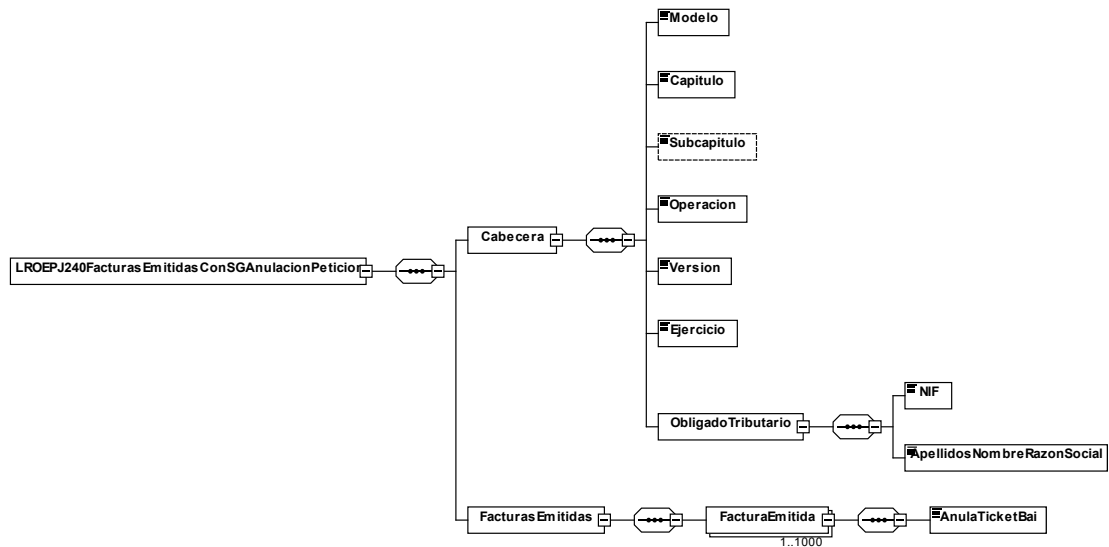 Modelo
Capitulo
Subcapitulo
Operacion
Cabecera
LROEPJ240FacturasEmitidasConSGAnulacionPeticion
Version
Ejercicio
NIF
ObligadoTributario
ApellidosNombreRazonSocial
FacturasEmitidas
FacturaEmitida
AnulaTicketBai
1..1000